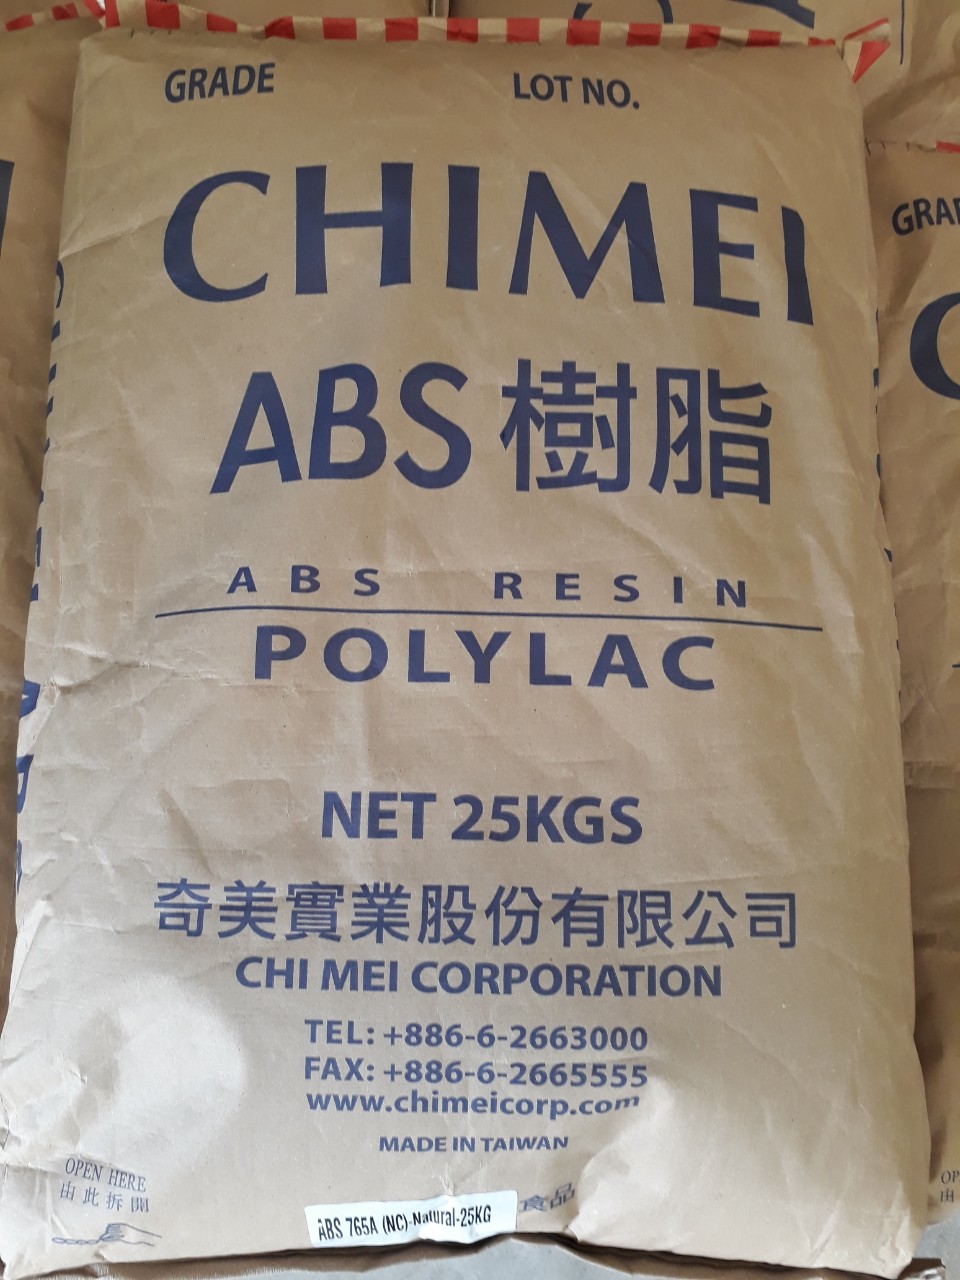 GRADE LOT NO.
CHIMEI
ABS 樹脂
ABS RESIN
POLYLAC
NET 25KGS
奇美實業股份有限公司
CHI MEI CORPORATION
TEL: +886-6-2663000
FAX: +886-6-2665555
www.chimeicorp.com
MADE IN TAIWAN
OPEN HERE
由此拆開
ABS 765A (NC)-Natural-25KG
食品